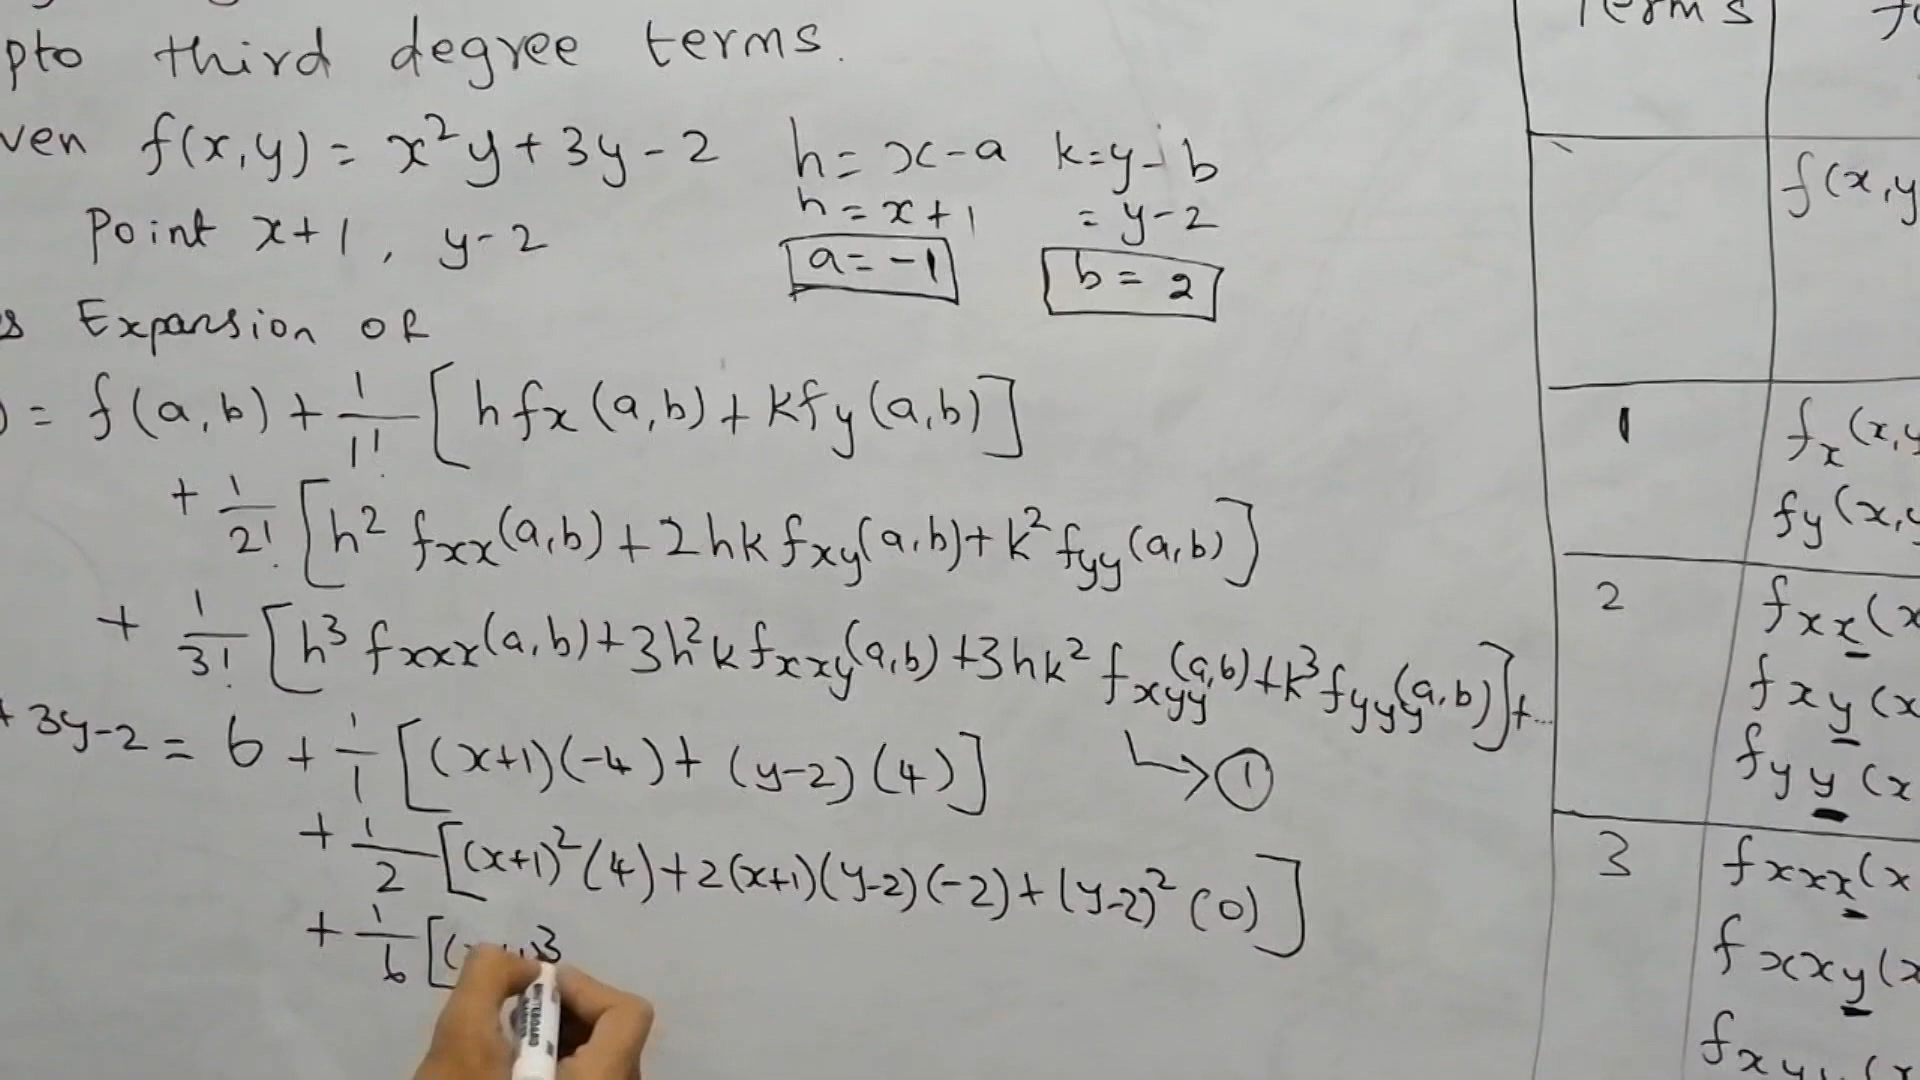 pto third degree terms.
ven f(x,y) = x²y + 3y - 2
h = x - a k = y - b
Point x+1, y-2
h = x+1 = y-2
a = -1 b = 2
s Expansion of
) = f(a,b) + 1/1! [h fx (a,b) + k fy (a,b)]
+ 1/2! [h² fxx (a,b) + 2hk fxy (a,b) + k² fyy (a,b)]
+ 1/3! [h³ fxxx (a,b) + 3h²k fxxy (a,b) + 3hk² fxyy (a,b) + k³ fyyy (a,b)] + ...
+ 3y-2 = 6 + 1/1 [(x+1)(-4) + (y-2)(4)] → 1
+ 1/2 [(x+1)² (4) + 2(x+1)(y-2)(-2) + (y-2)² (0)]
+ 1/6 [( )3
Terms
f(x,y
1 fx(x,y
fy(x,y
2 fxx(x
fxy(x
fyy(x
3 fxxx(x
fxxy(x
fxyy(x